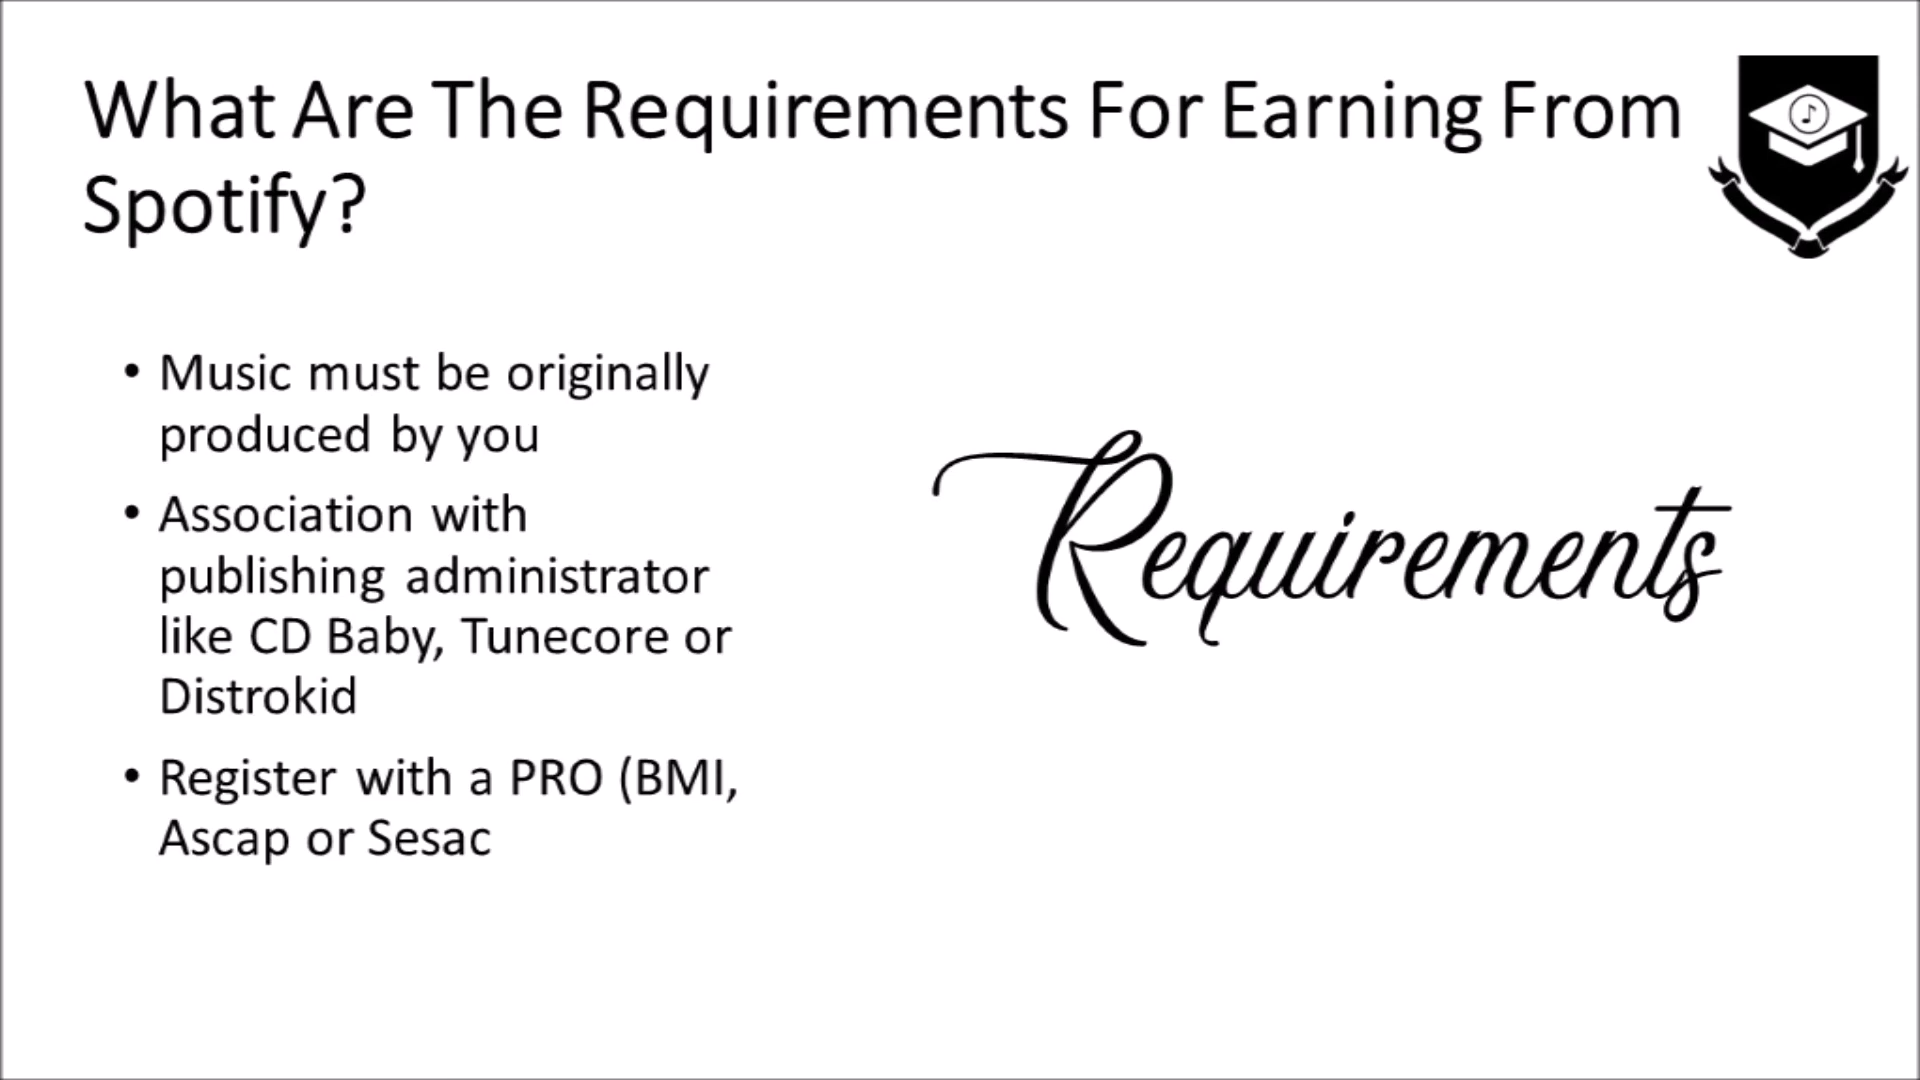 What Are The Requirements For Earning From
Spotify?
• Music must be originally
produced by you
• Association with
publishing administrator
like CD Baby, Tunecore or
Distrokid
• Register with a PRO (BMI,
Ascap or Sesac
Requirements